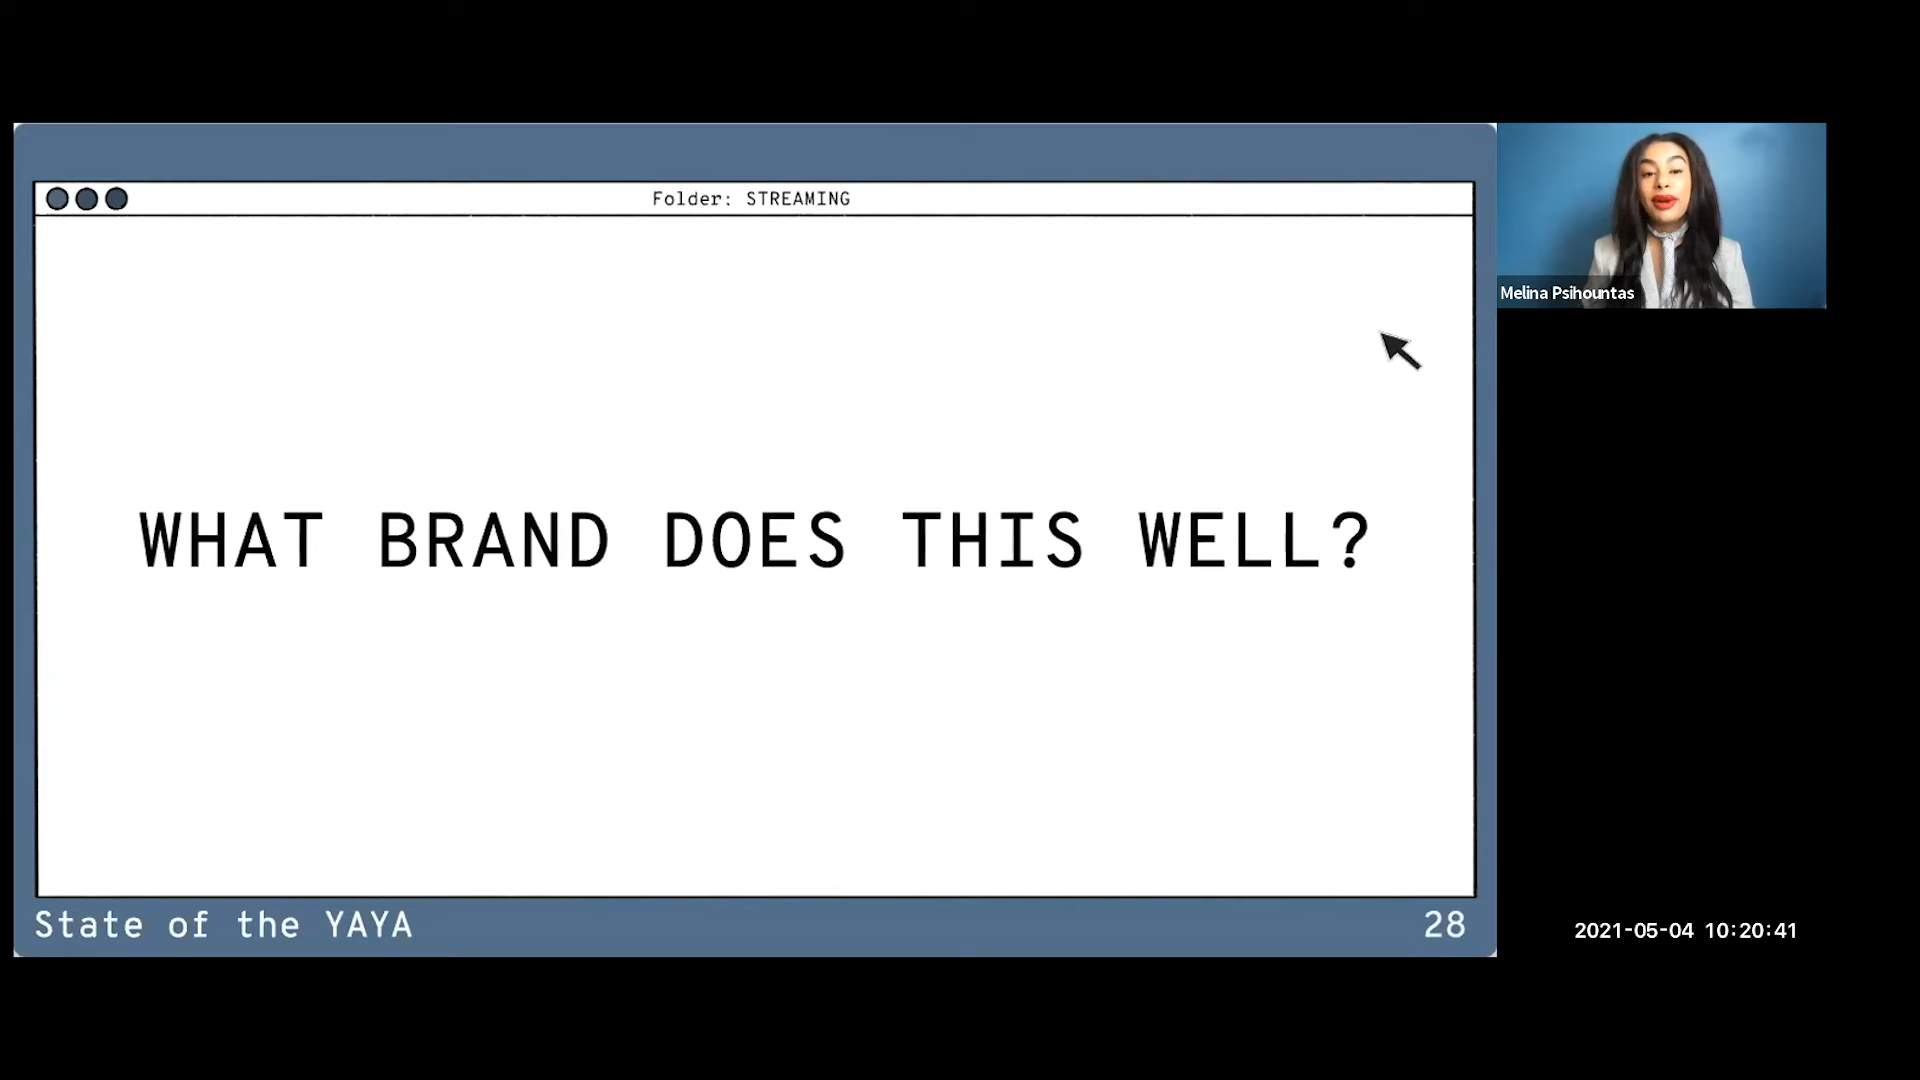 Folder: STREAMING
Melina Psihountas
WHAT BRAND DOES THIS WELL?
State of the YAYA
28
2021-05-04 10:20:41